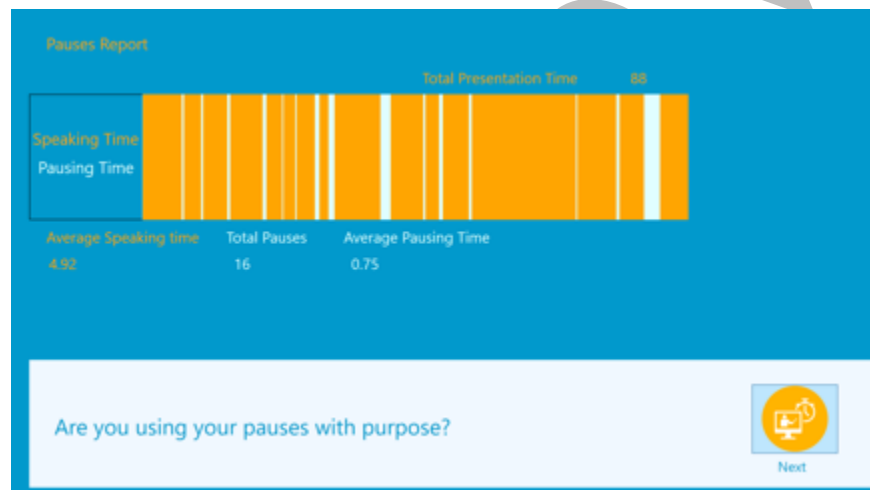 Pauses Report
Total Presentation Time 88
Speaking Time
Pausing Time
Average Speaking time Total Pauses Average Pausing Time
4.92 16 0.75
Are you using your pauses with purpose?
Next